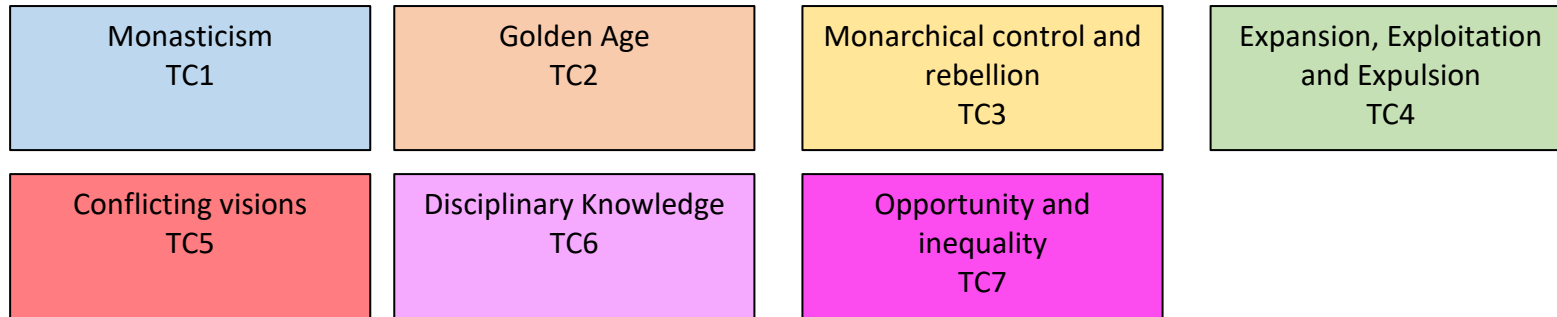 Monasticism
TC1
Golden Age
TC2
Monarchical control and
rebellion
TC3
Expansion, Exploitation
and Expulsion
TC4
Conflicting visions
TC5
Disciplinary Knowledge
TC6
Opportunity and
inequality
TC7